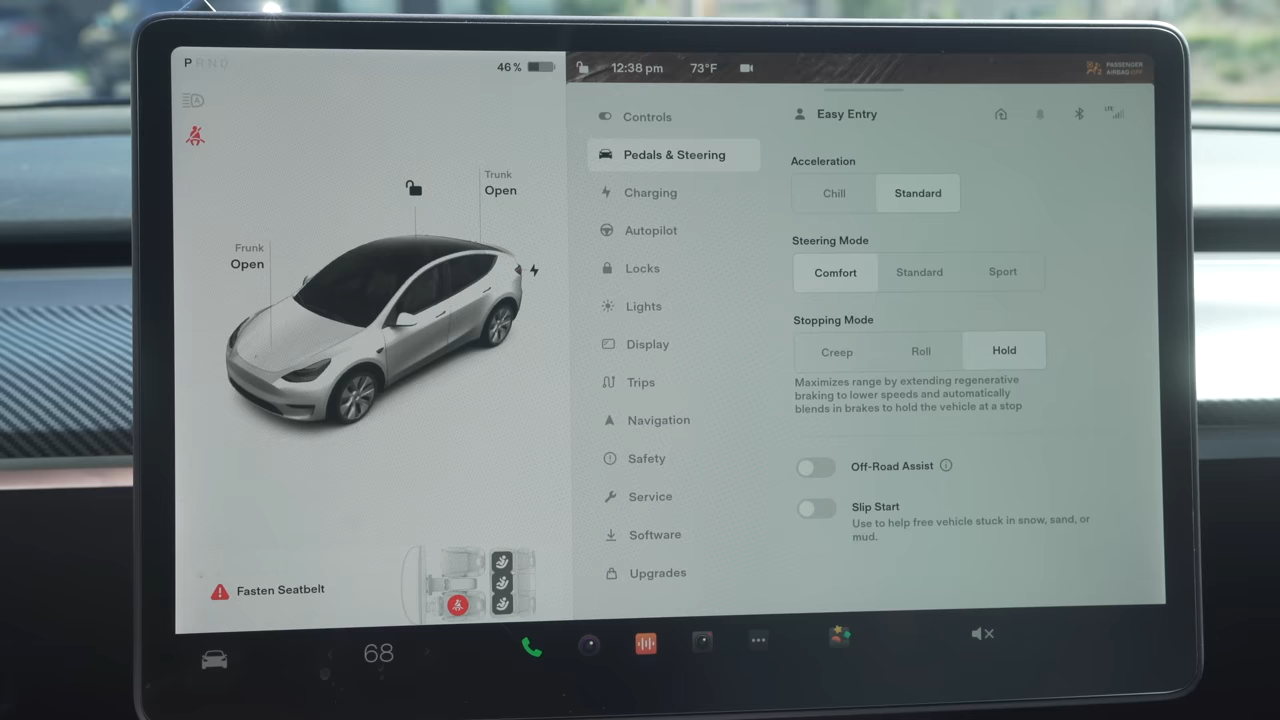 P R N D
46 %
12:38 pm
73°F
PASSENGER
AIRBAG OFF
Trunk
Open
Frunk
Open
Fasten Seatbelt
Controls
Pedals & Steering
Charging
Autopilot
Locks
Lights
Display
Trips
Navigation
Safety
Service
Software
Upgrades
Easy Entry
LTE
Acceleration
Chill
Standard
Steering Mode
Comfort
Standard
Sport
Stopping Mode
Creep
Roll
Hold
Maximizes range by extending regenerative
braking to lower speeds and automatically
blends in brakes to hold the vehicle at a stop
Off-Road Assist
Slip Start
Use to help free vehicle stuck in snow, sand, or
mud.
68